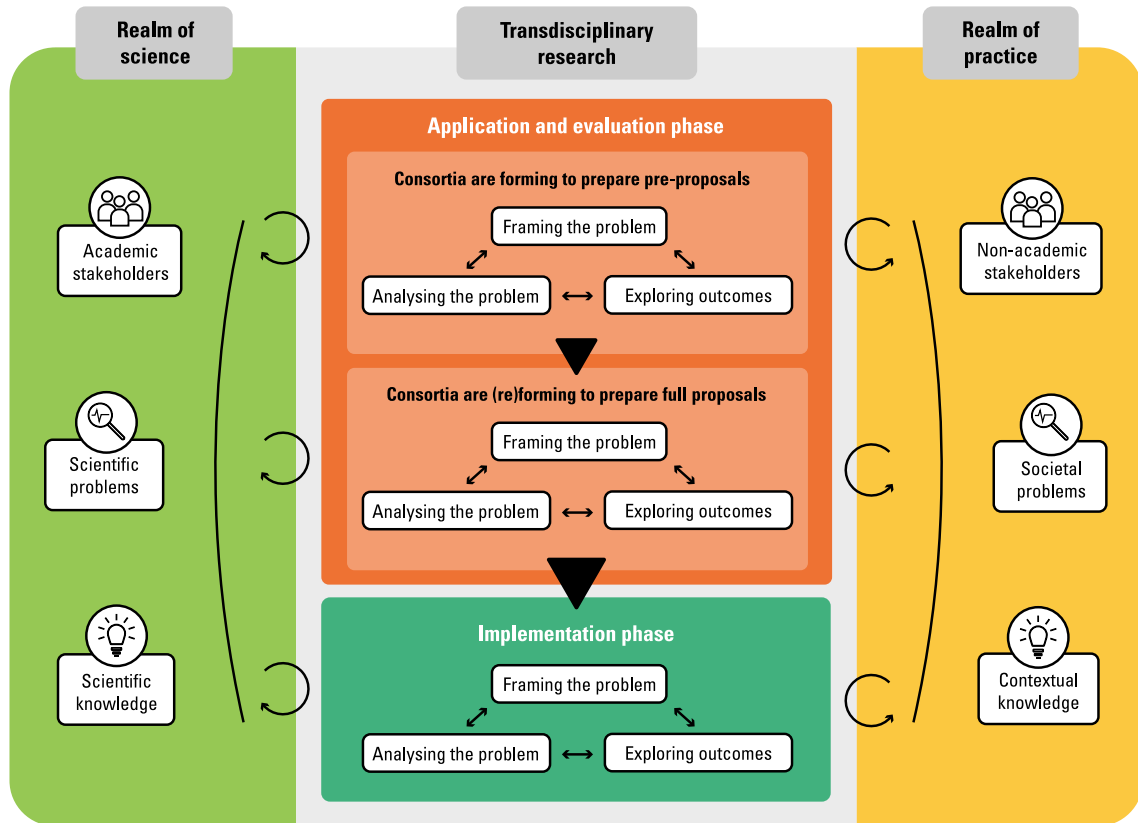 Realm of
science
Transdisciplinary
research
Realm of
practice
Application and evaluation phase
Consortia are forming to prepare pre-proposals
Framing the problem
Analysing the problem
Exploring outcomes
Consortia are (re)forming to prepare full proposals
Framing the problem
Analysing the problem
Exploring outcomes
Implementation phase
Framing the problem
Analysing the problem
Exploring outcomes
Academic
stakeholders
Scientific
problems
Scientific
knowledge
Non-academic
stakeholders
Societal
problems
Contextual
knowledge